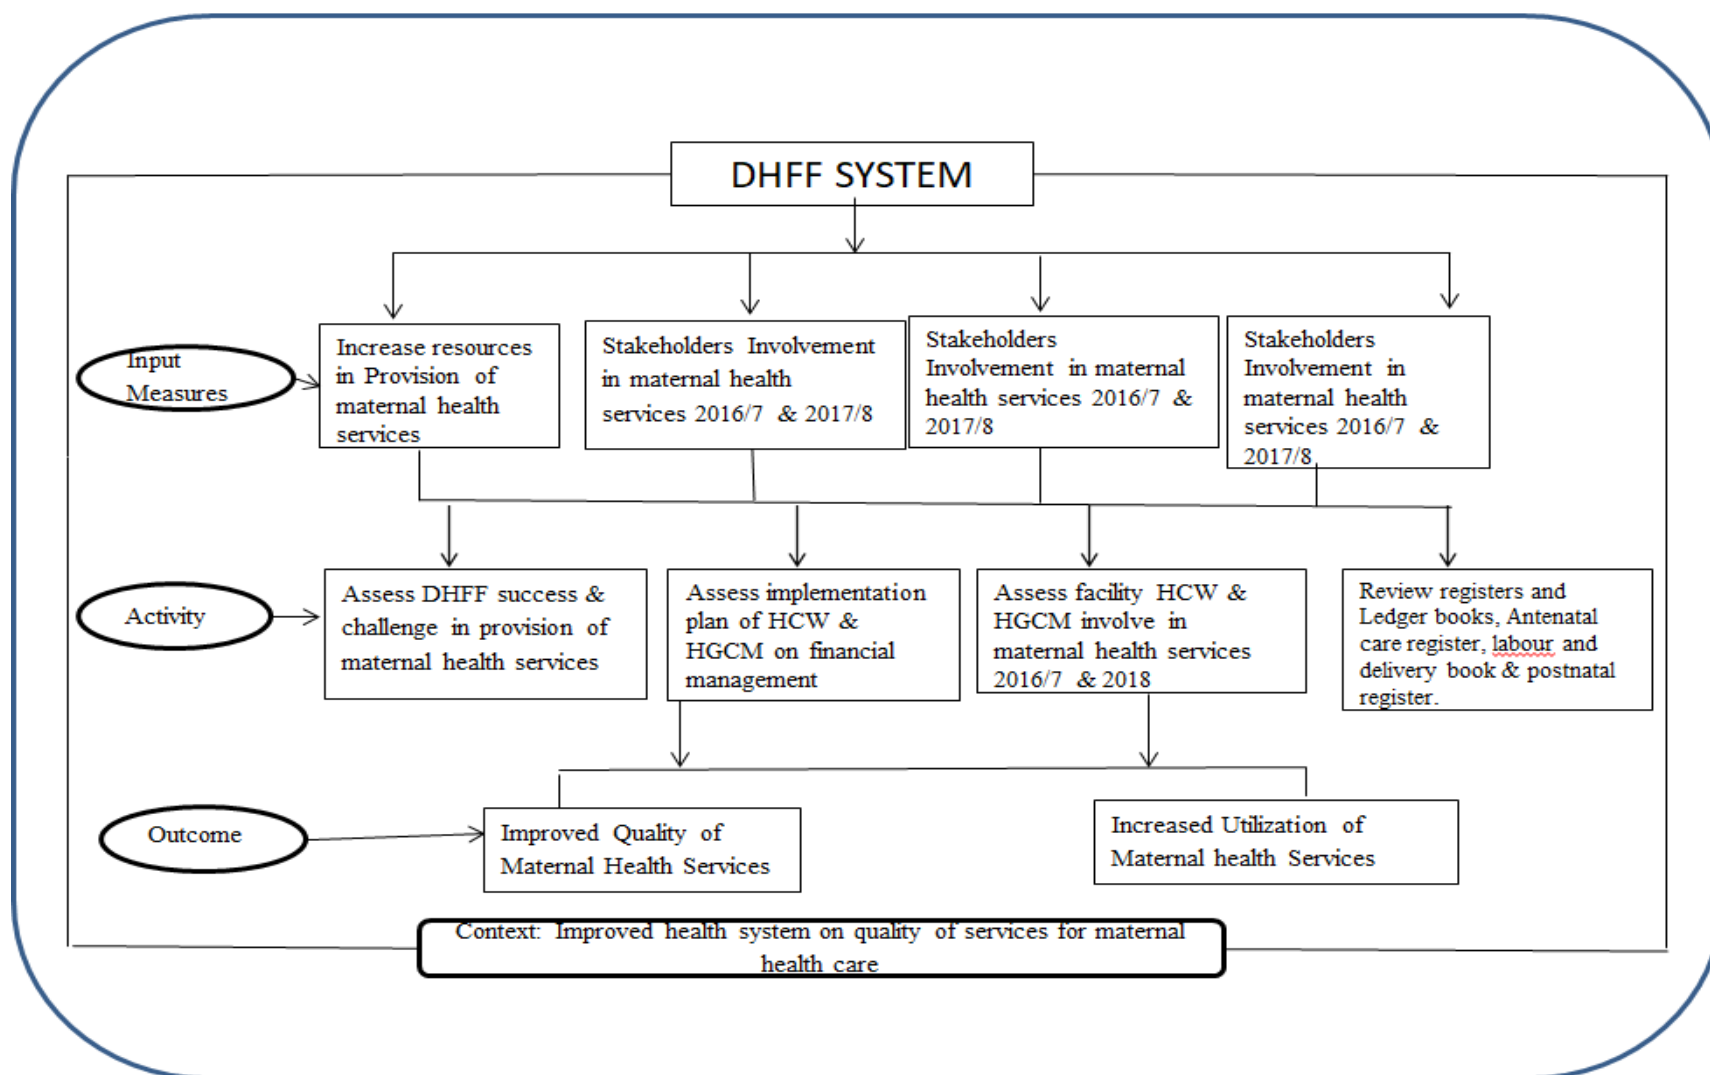 DHFF SYSTEM
Input
Measures
Increase resources
in Provision of
maternal health
services
Stakeholders Involvement
in maternal health
services 2016/7 & 2017/8
Stakeholders
Involvement in maternal
health services 2016/7 &
2017/8
Stakeholders
Involvement in
maternal health
services 2016/7 &
2017/8
Activity
Assess DHFF success &
challenge in provision of
maternal health services
Assess implementation
plan of HCW &
HGCM on financial
management
Assess facility HCW &
HGCM involve in
maternal health services
2016/7 & 2018
Review registers and
Ledger books, Antenatal
care register, labour and
delivery book & postnatal
register.
Outcome
Improved Quality of
Maternal Health Services
Increased Utilization of
Maternal health Services
Context: Improved health system on quality of services for maternal
health care